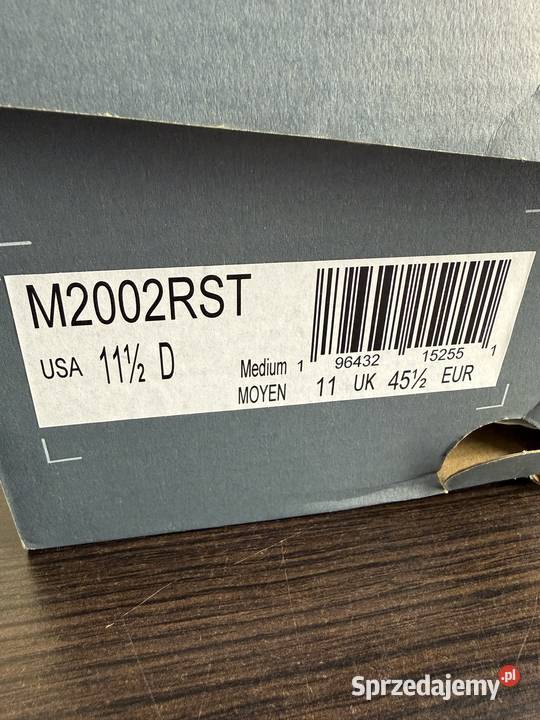 M2002RST
USA 11½ D
Medium
MOYEN
1 96432 15255 1
11 UK 45½ EUR
Sprzedajemy.pl